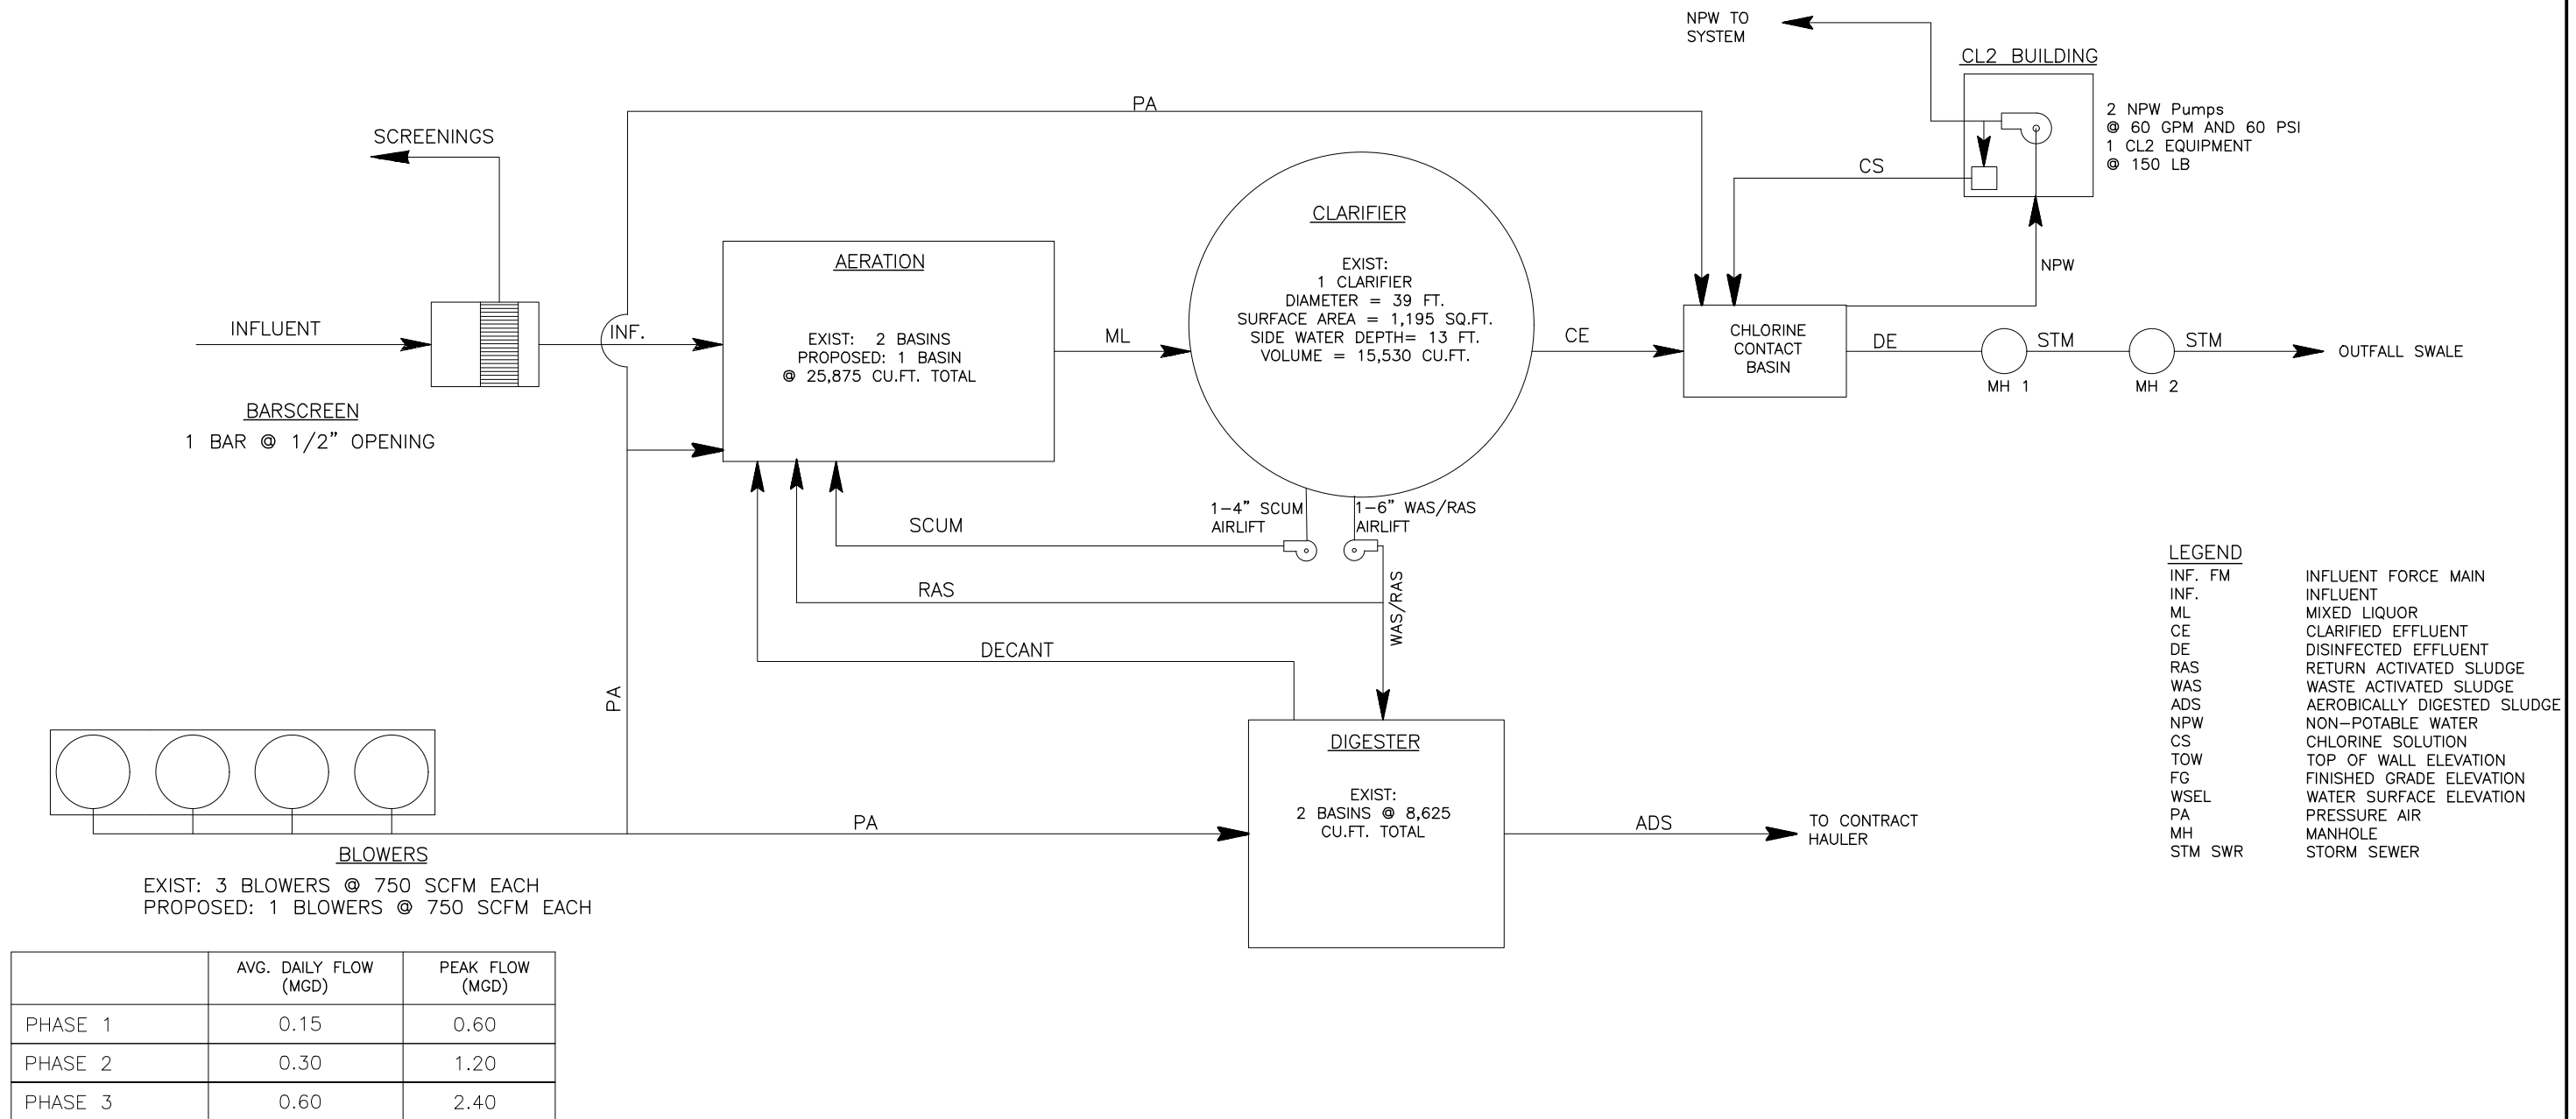 NPW TO
SYSTEM
CL2 BUILDING
2 NPW Pumps
@ 60 GPM AND 60 PSI
1 CL2 EQUIPMENT
@ 150 LB
PA
SCREENINGS
CS
NPW
CLARIFIER
EXIST:
1 CLARIFIER
DIAMETER = 39 FT.
SURFACE AREA = 1,195 SQ.FT.
SIDE WATER DEPTH= 13 FT.
VOLUME = 15,530 CU.FT.
AERATION
EXIST: 2 BASINS
PROPOSED: 1 BASIN
@ 25,875 CU.FT. TOTAL
INFLUENT
INF.
ML
CE
CHLORINE
CONTACT
BASIN
DE
STM
STM
OUTFALL SWALE
MH 1
MH 2
BARSCREEN
1 BAR @ 1/2” OPENING
1-4” SCUM
AIRLIFT
1-6” WAS/RAS
AIRLIFT
SCUM
RAS
WAS/RAS
DECANT
PA
DIGESTER
EXIST:
2 BASINS @ 8,625
CU.FT. TOTAL
PA
ADS
TO CONTRACT
HAULER
BLOWERS
EXIST: 3 BLOWERS @ 750 SCFM EACH
PROPOSED: 1 BLOWERS @ 750 SCFM EACH
LEGEND
INF. FM INFLUENT FORCE MAIN
INF. INFLUENT
ML MIXED LIQUOR
CE CLARIFIED EFFLUENT
DE DISINFECTED EFFLUENT
RAS RETURN ACTIVATED SLUDGE
WAS WASTE ACTIVATED SLUDGE
ADS AEROBICALLY DIGESTED SLUDGE
NPW NON-POTABLE WATER
CS CHLORINE SOLUTION
TOW TOP OF WALL ELEVATION
FG FINISHED GRADE ELEVATION
WSEL WATER SURFACE ELEVATION
PA PRESSURE AIR
MH MANHOLE
STM SWR STORM SEWER
AVG. DAILY FLOW (MGD) PEAK FLOW (MGD)
PHASE 1 0.15 0.60
PHASE 2 0.30 1.20
PHASE 3 0.60 2.40